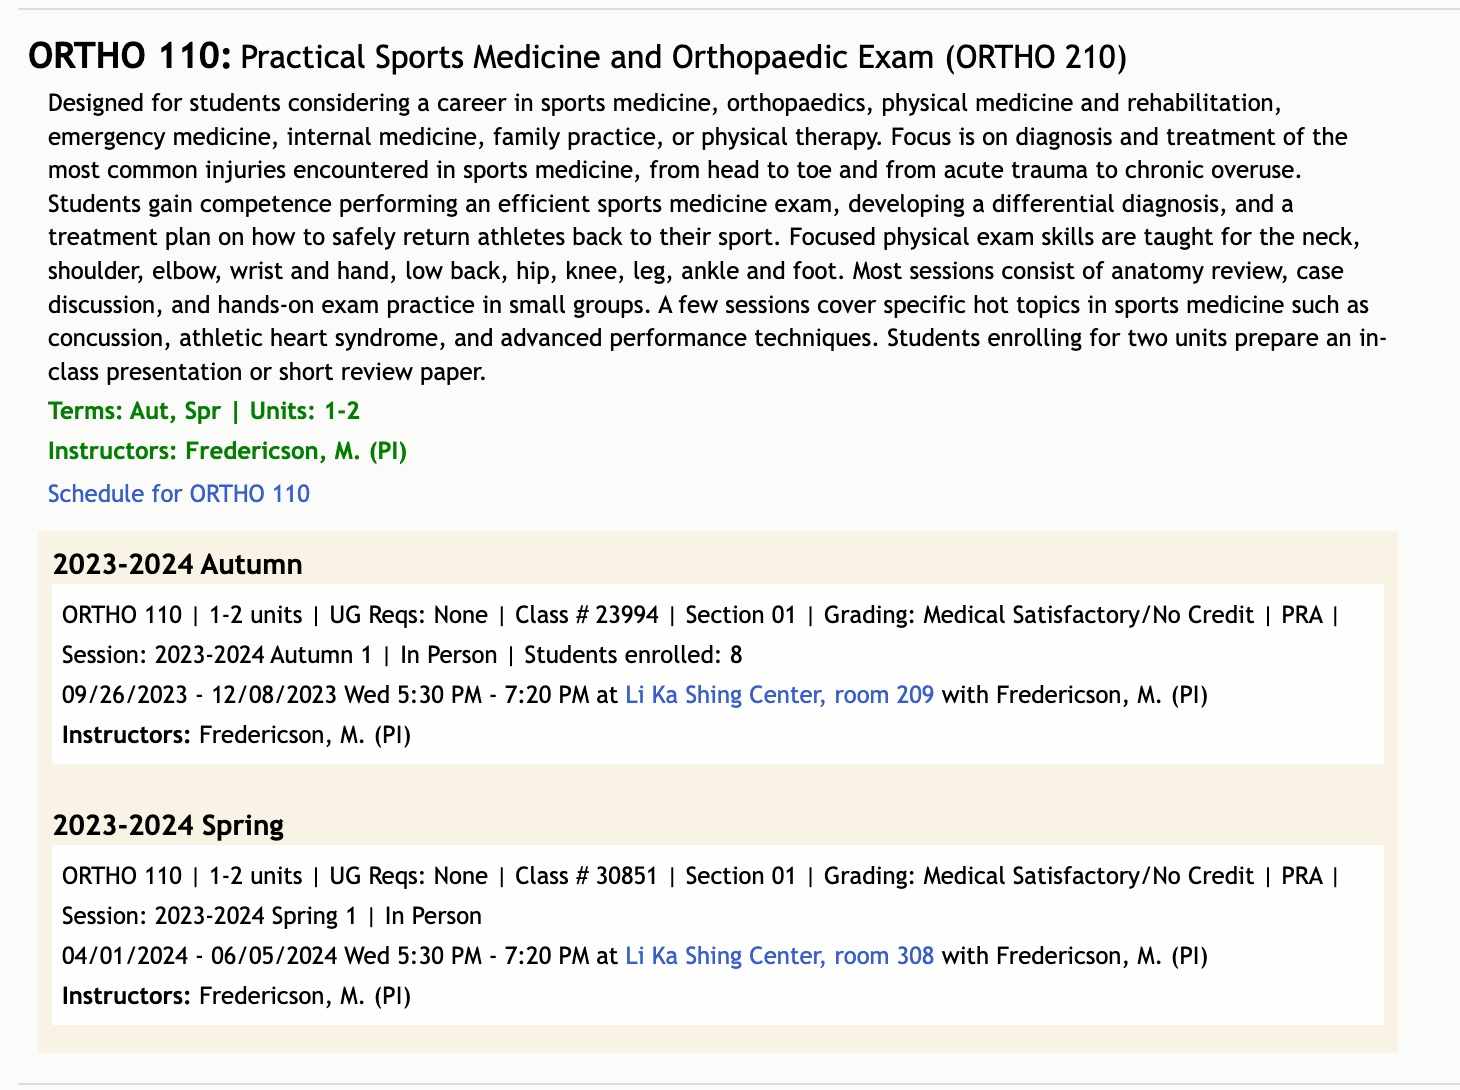 ORTHO 110: Practical Sports Medicine and Orthopaedic Exam (ORTHO 210)
Designed for students considering a career in sports medicine, orthopaedics, physical medicine and rehabilitation,
emergency medicine, internal medicine, family practice, or physical therapy. Focus is on diagnosis and treatment of the
most common injuries encountered in sports medicine, from head to toe and from acute trauma to chronic overuse.
Students gain competence performing an efficient sports medicine exam, developing a differential diagnosis, and a
treatment plan on how to safely return athletes back to their sport. Focused physical exam skills are taught for the neck,
shoulder, elbow, wrist and hand, low back, hip, knee, leg, ankle and foot. Most sessions consist of anatomy review, case
discussion, and hands-on exam practice in small groups. A few sessions cover specific hot topics in sports medicine such as
concussion, athletic heart syndrome, and advanced performance techniques. Students enrolling for two units prepare an in-
class presentation or short review paper.
Terms: Aut, Spr | Units: 1-2
Instructors: Fredericson, M. (PI)
Schedule for ORTHO 110
2023-2024 Autumn
ORTHO 110 | 1-2 units | UG Reqs: None | Class # 23994 | Section 01 | Grading: Medical Satisfactory/No Credit | PRA |
Session: 2023-2024 Autumn 1 | In Person | Students enrolled: 8
09/26/2023 - 12/08/2023 Wed 5:30 PM - 7:20 PM at Li Ka Shing Center, room 209 with Fredericson, M. (PI)
Instructors: Fredericson, M. (PI)
2023-2024 Spring
ORTHO 110 | 1-2 units | UG Reqs: None | Class # 30851 | Section 01 | Grading: Medical Satisfactory/No Credit | PRA |
Session: 2023-2024 Spring 1 | In Person
04/01/2024 - 06/05/2024 Wed 5:30 PM - 7:20 PM at Li Ka Shing Center, room 308 with Fredericson, M. (PI)
Instructors: Fredericson, M. (PI)